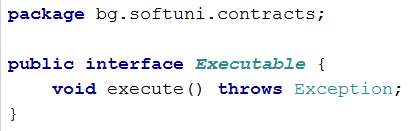 package bg.softuni.contracts;
public interface Executable {
void execute() throws Exception;
}